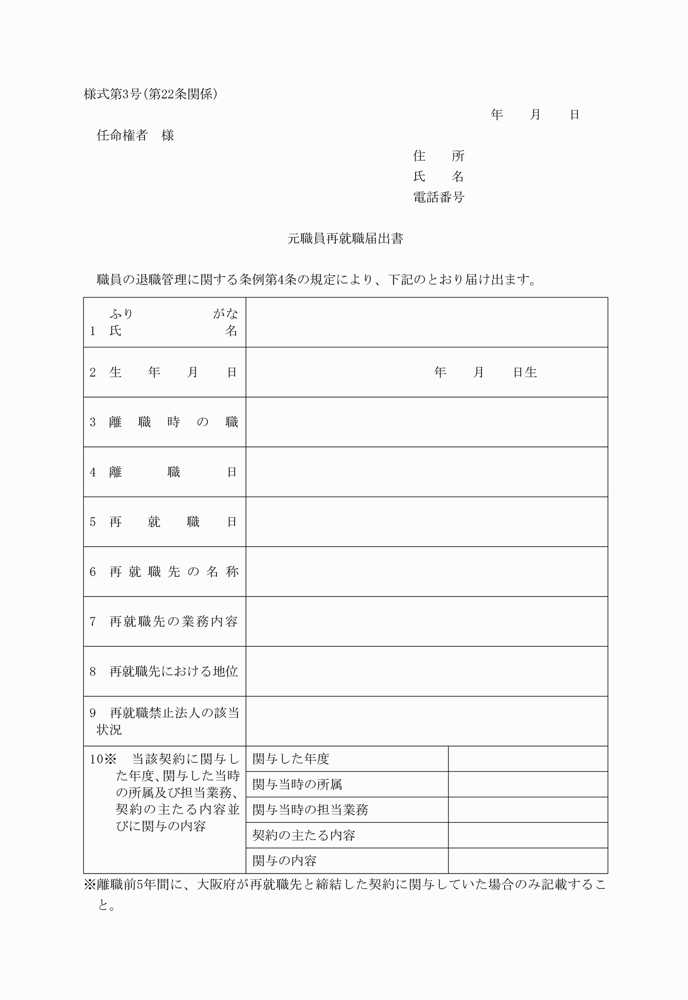 様式第3号(第22条関係)
年　　月　　日
任命権者　様
住　　所
氏　　名
電話番号
元職員再就職届出書
職員の退職管理に関する条例第4条の規定により、下記のとおり届け出ます。
ふり　がな
1　氏　名
2　生　年　月　日　　年　　月　　日生
3　離職時の職
4　離　職　日
5　再　就　職　日
6　再就職先の名称
7　再就職先の業務内容
8　再就職先における地位
9　再就職禁止法人の該当
状況
10※　当該契約に関与し
た年度、関与した当時
の所属及び担当業務、
契約の主たる内容並
びに関与の内容
関与した年度
関与当時の所属
関与当時の担当業務
契約の主たる内容
関与の内容
※離職前5年間に、大阪府が再就職先と締結した契約に関与していた場合のみ記載するこ
と。